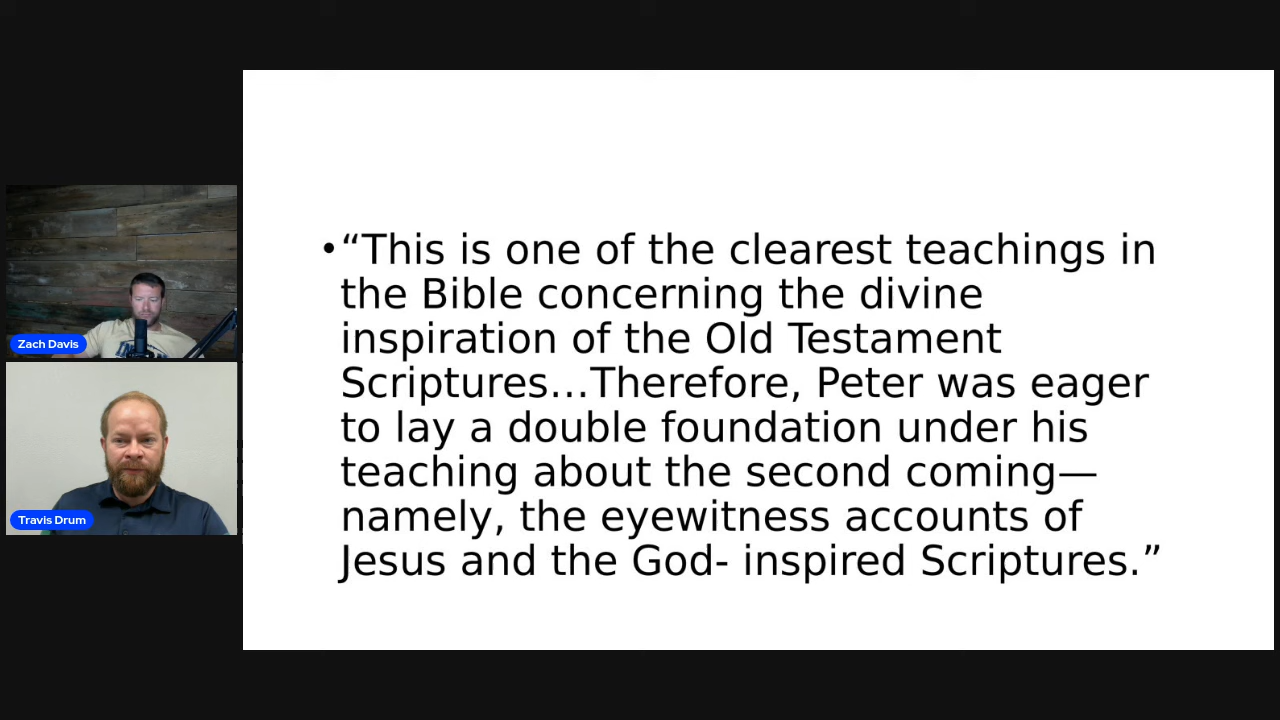 Zach Davis
Travis Drum
•“This is one of the clearest teachings in
the Bible concerning the divine
inspiration of the Old Testament
Scriptures…Therefore, Peter was eager
to lay a double foundation under his
teaching about the second coming—
namely, the eyewitness accounts of
Jesus and the God- inspired Scriptures.”